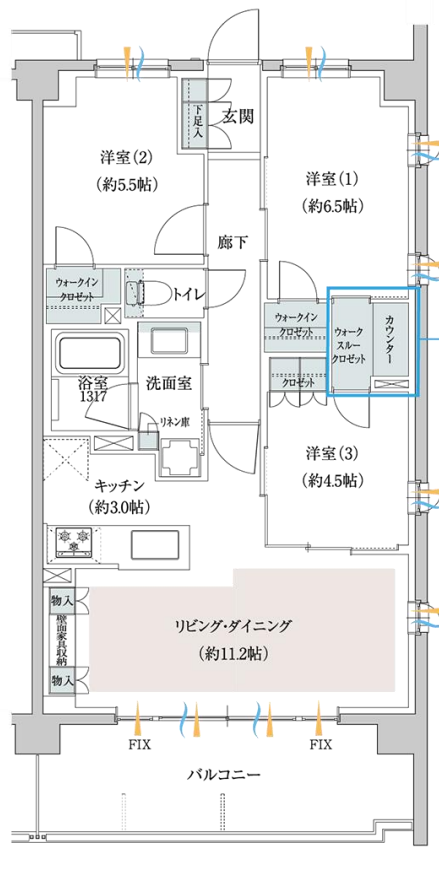 玄関
下足入
洋室(2)
(約5.5帖)
洋室(1)
(約6.5帖)
廊下
ウォークイン
クロゼット
トイレ
ウォークイン
クロゼット
ウォーク
スルー
クロゼット
カウンター
浴室
1317
洗面室
クロゼット
リネン庫
洋室(3)
(約4.5帖)
キッチン
(約3.0帖)
物入
壁面家具収納
物入
リビング・ダイニング
(約11.2帖)
FIX
FIX
バルコニー